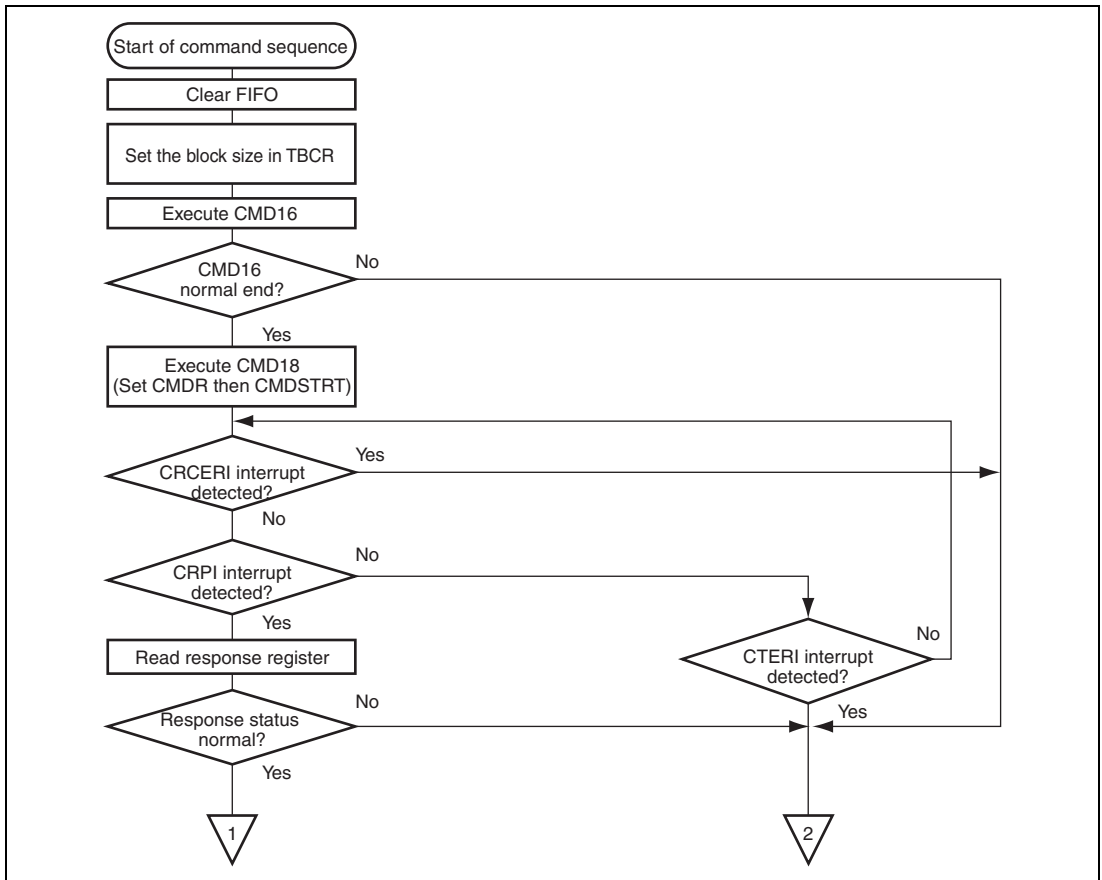 Start of command sequence
Clear FIFO
Set the block size in TBCR
Execute CMD16
CMD16
normal end?
No
Yes
Execute CMD18
(Set CMDR then CMDSTRT)
CRCERI interrupt
detected?
Yes
No
CRPI interrupt
detected?
No
Yes
CTERI interrupt
detected?
No
Yes
Read response register
Response status
normal?
No
Yes
1
2